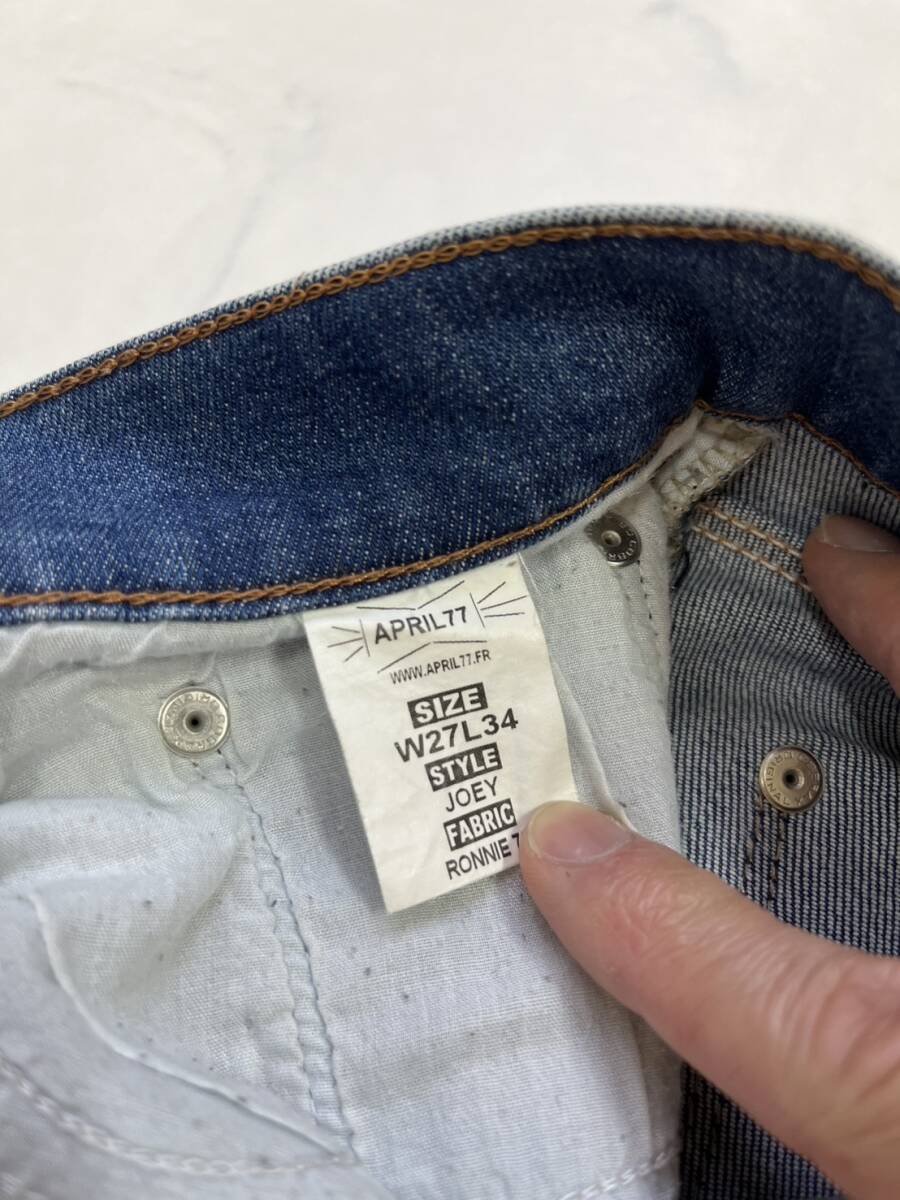 APRIL77
WWW.APRIL77.FR
SIZE
W27L34
STYLE
JOEY
FABRIC
RONNIE